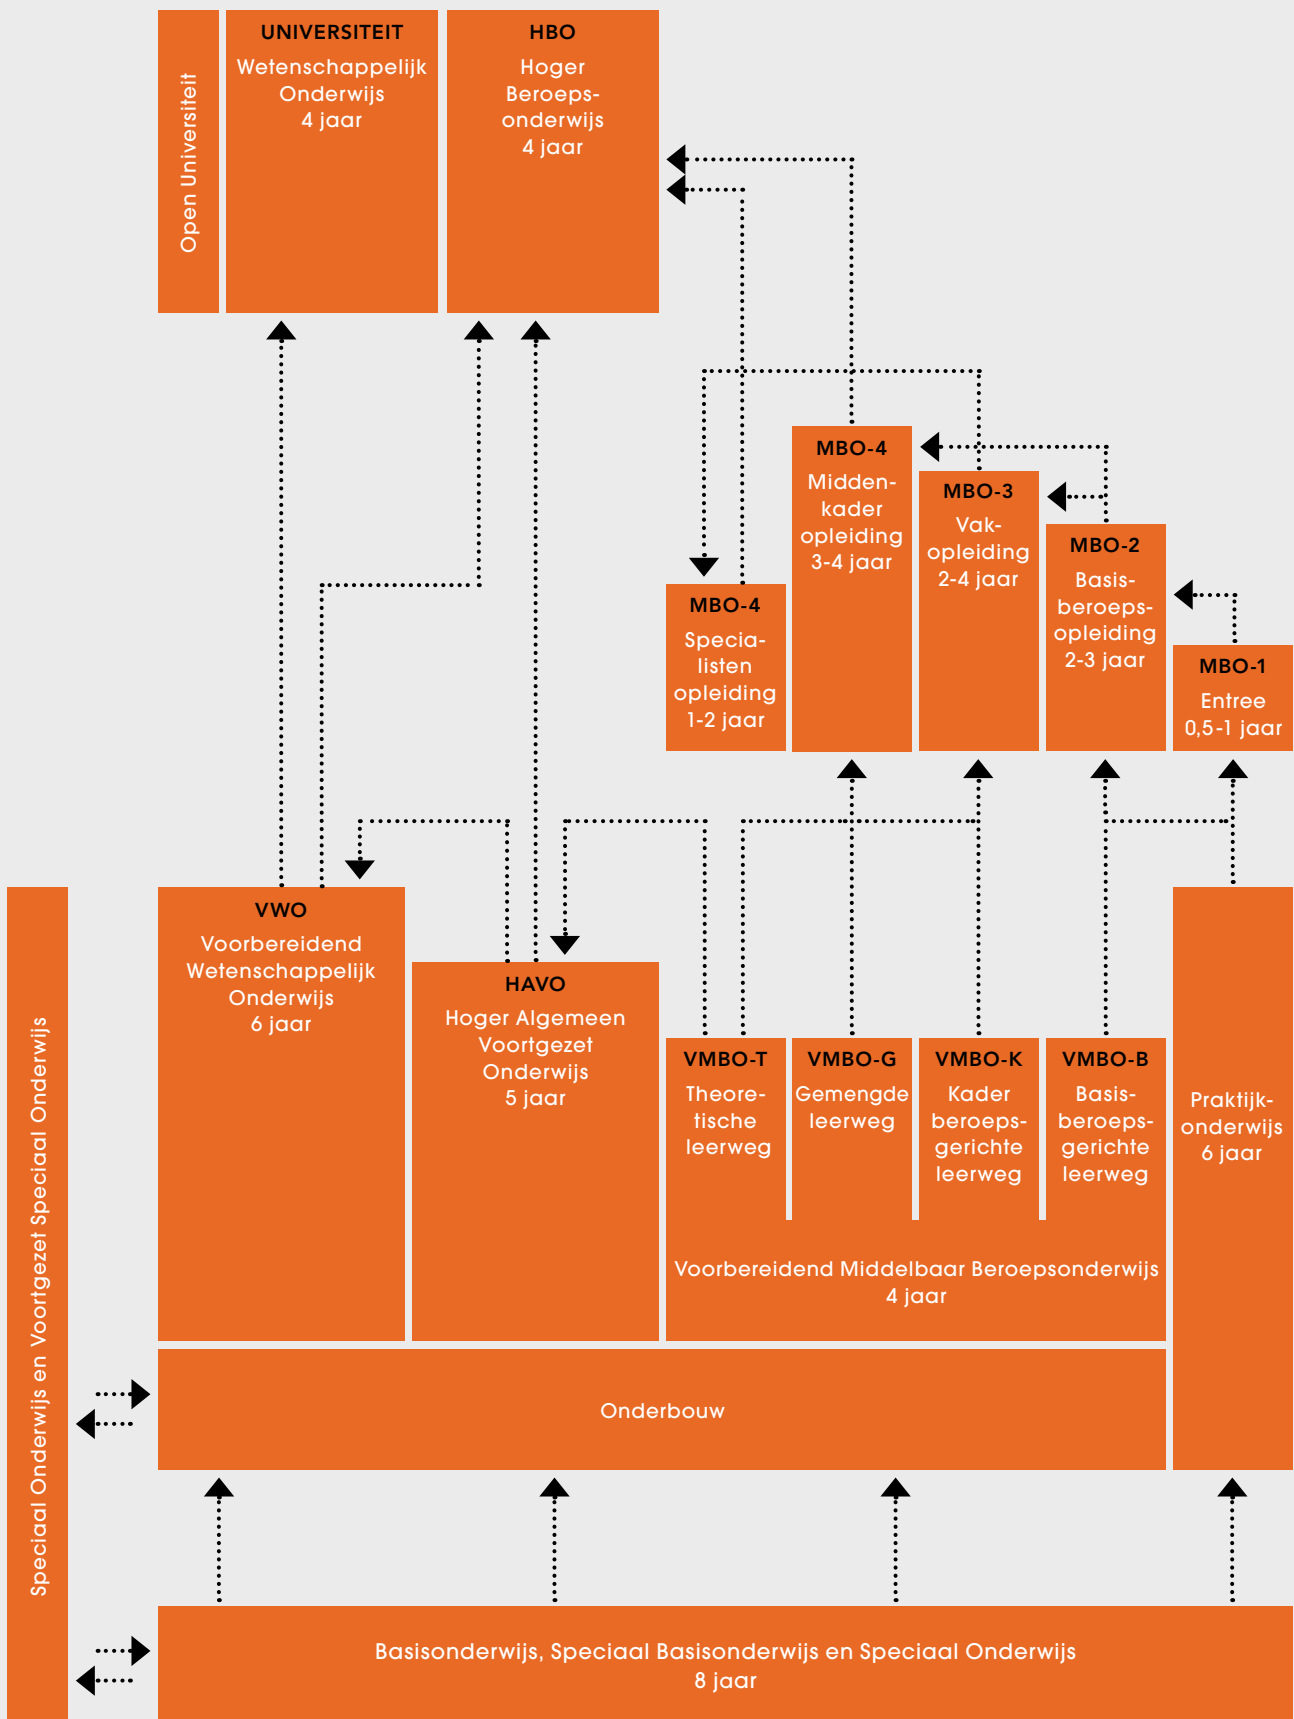 Open Universiteit
UNIVERSITEIT
Wetenschappelijk
Onderwijs
4 jaar
HBO
Hoger
Beroeps-
onderwijs
4 jaar
MBO-4
Specia-
listen
opleiding
1-2 jaar
MBO-4
Midden-
kader
opleiding
3-4 jaar
MBO-3
Vak-
opleiding
2-4 jaar
MBO-2
Basis-
beroeps-
opleiding
2-3 jaar
MBO-1
Entree
0,5-1 jaar
Speciaal Onderwijs en Voortgezet Speciaal Onderwijs
VWO
Voorbereidend
Wetenschappelijk
Onderwijs
6 jaar
HAVO
Hoger Algemeen
Voortgezet
Onderwijs
5 jaar
VMBO-T
Theore-
tische
leerweg
VMBO-G
Gemengde
leerweg
VMBO-K
Kader
beroeps-
gerichte
leerweg
VMBO-B
Basis-
beroeps-
gerichte
leerweg
Voorbereidend Middelbaar Beroepsonderwijs
4 jaar
Praktijk-
onderwijs
6 jaar
Onderbouw
Basisonderwijs, Speciaal Basisonderwijs en Speciaal Onderwijs
8 jaar